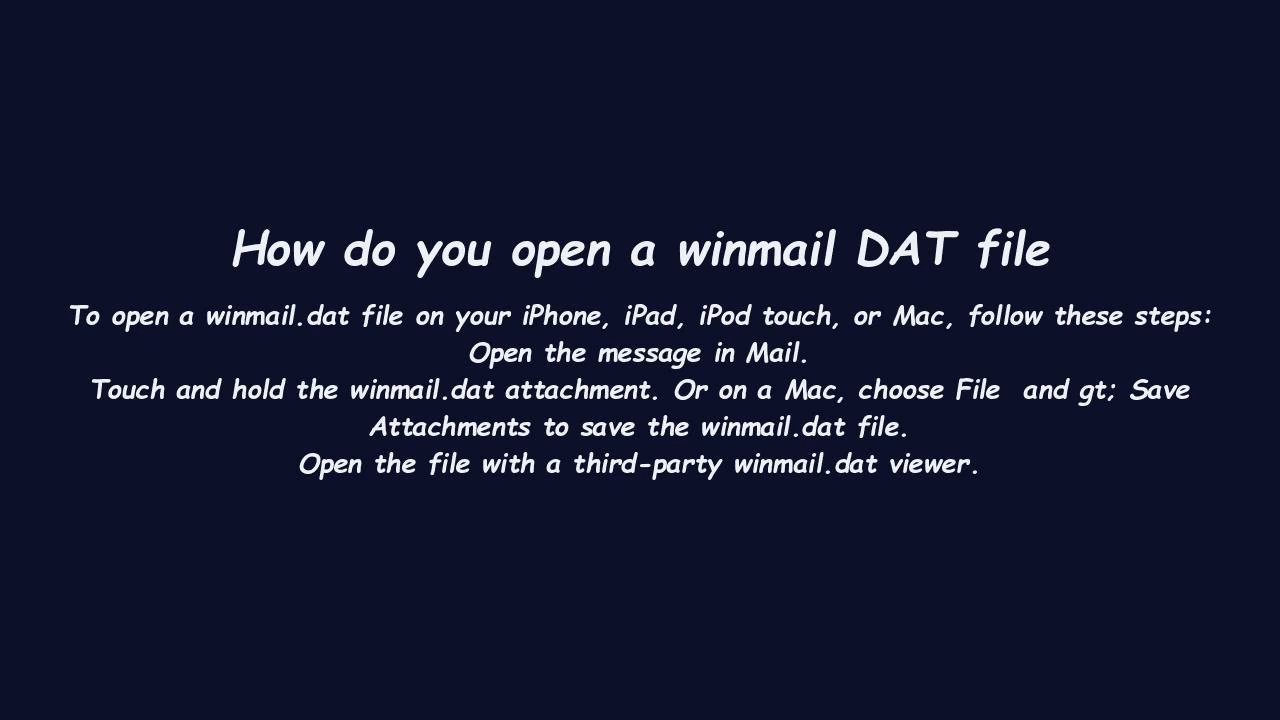 How do you open a winmail DAT file
To open a winmail.dat file on your iPhone, iPad, iPod touch, or Mac, follow these steps:
Open the message in Mail.
Touch and hold the winmail.dat attachment. Or on a Mac, choose File  and gt; Save
Attachments to save the winmail.dat file.
Open the file with a third-party winmail.dat viewer.